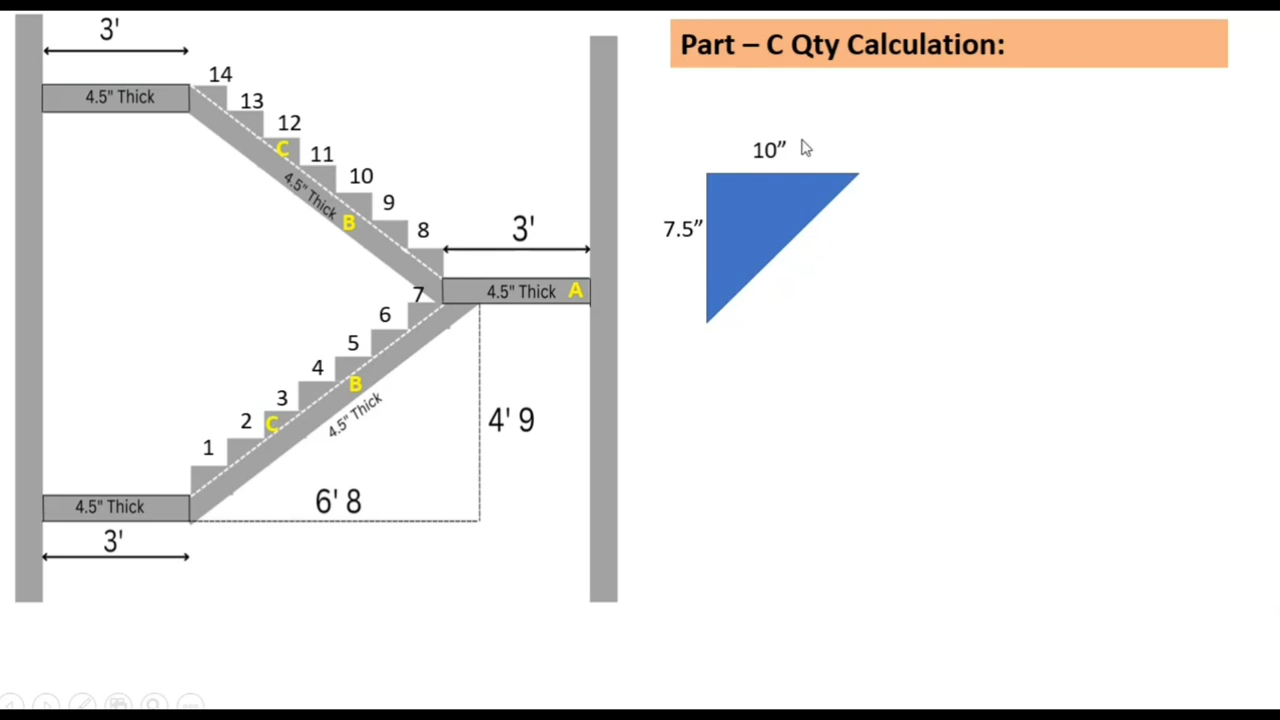 Part – C Qty Calculation:
3'
4.5" Thick
14
13
12
C
11
10
9
8
4.5" Thick
B
3'
4.5" Thick A
7
6
5
4
3
2
1
C
B
4.5" Thick
4' 9
6' 8
4.5" Thick
3'
10”
7.5”